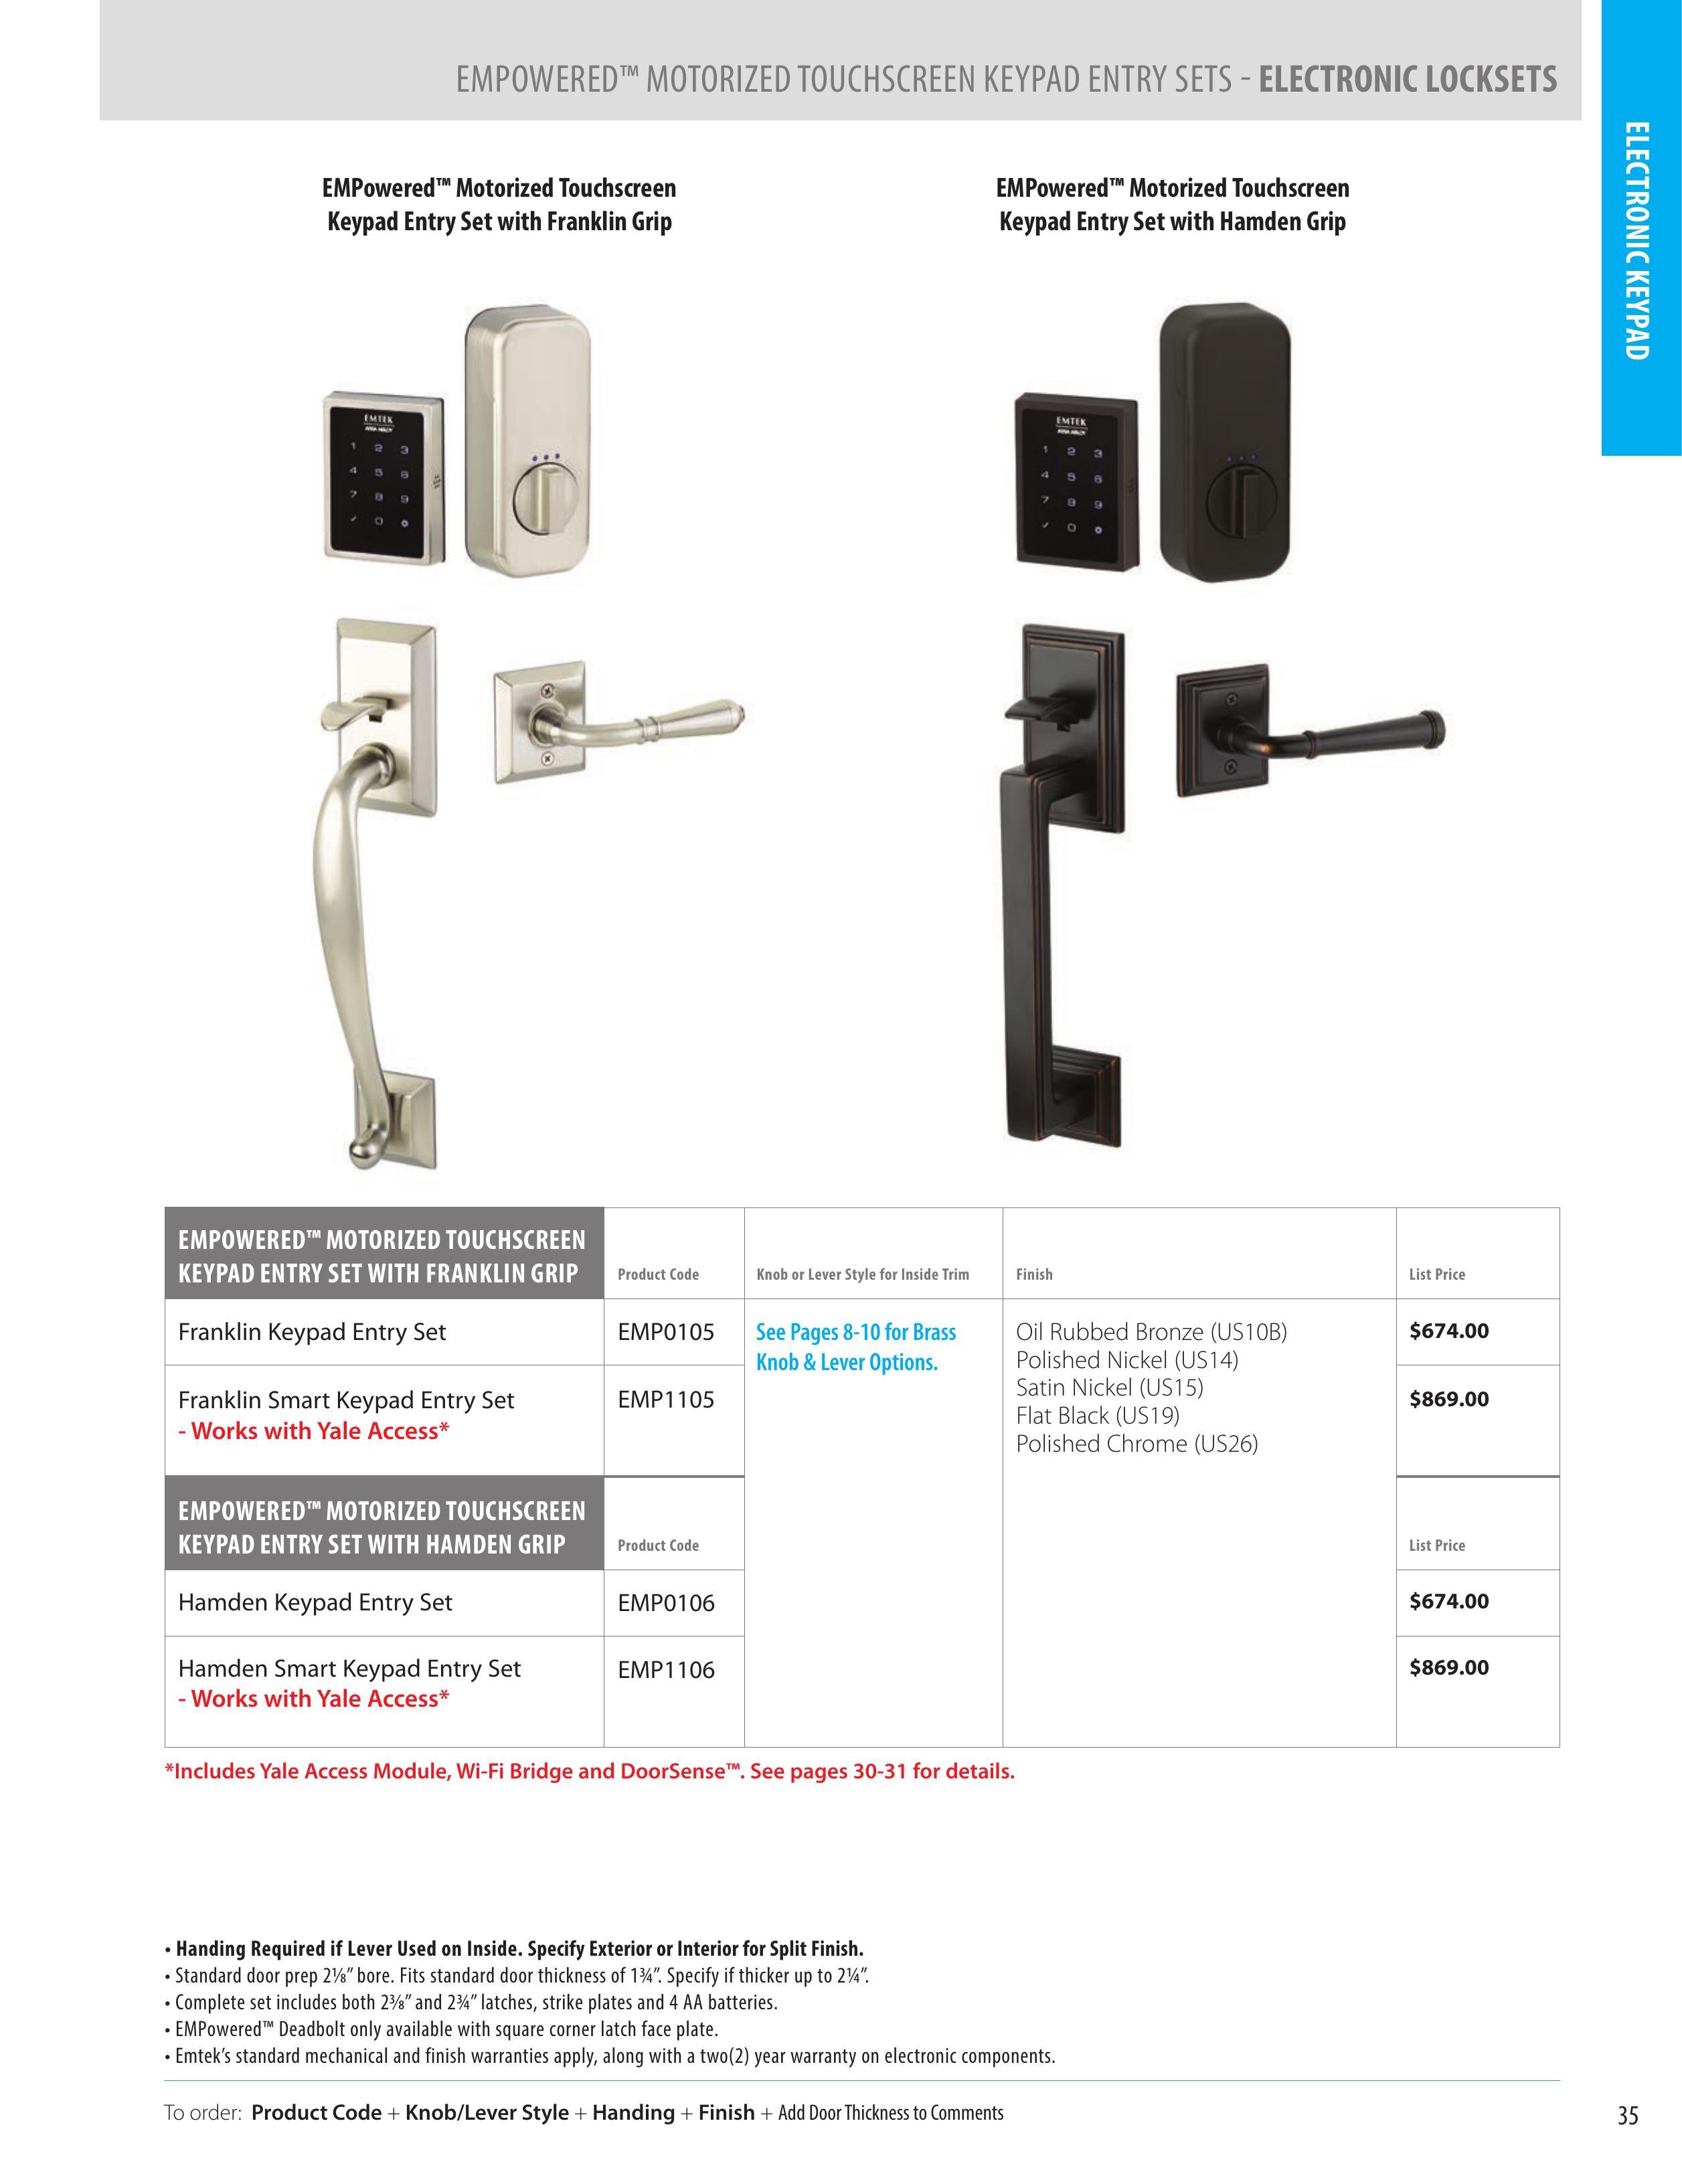 EMPOWERED™ MOTORIZED TOUCHSCREEN KEYPAD ENTRY SETS - ELECTRONIC LOCKSETS
ELECTRONIC KEYPAD
EMPowered™ Motorized Touchscreen
Keypad Entry Set with Franklin Grip
EMPowered™ Motorized Touchscreen
Keypad Entry Set with Hamden Grip
EMTEK
ASSA ABLOY
1 2 3
4 5 6
7 8 9
✓ 0
EMTEK
ASSA ABLOY
1 2 3
4 5 6
7 8 9
✓ 0
EMPOWERED™ MOTORIZED TOUCHSCREEN
KEYPAD ENTRY SET WITH FRANKLIN GRIP
Product Code
Knob or Lever Style for Inside Trim
Finish
List Price
Franklin Keypad Entry Set
EMP0105
See Pages 8-10 for Brass
Knob & Lever Options.
Oil Rubbed Bronze (US10B)
Polished Nickel (US14)
Satin Nickel (US15)
Flat Black (US19)
Polished Chrome (US26)
$674.00
Franklin Smart Keypad Entry Set
- Works with Yale Access*
EMP1105
$869.00
EMPOWERED™ MOTORIZED TOUCHSCREEN
KEYPAD ENTRY SET WITH HAMDEN GRIP
Product Code
List Price
Hamden Keypad Entry Set
EMP0106
$674.00
Hamden Smart Keypad Entry Set
- Works with Yale Access*
EMP1106
$869.00
*Includes Yale Access Module, Wi-Fi Bridge and DoorSense™. See pages 30-31 for details.
• Handing Required if Lever Used on Inside. Specify Exterior or Interior for Split Finish.
• Standard door prep 2⅛” bore. Fits standard door thickness of 1¾”. Specify if thicker up to 2¼”.
• Complete set includes both 2⅜” and 2¾” latches, strike plates and 4 AA batteries.
• EMPowered™ Deadbolt only available with square corner latch face plate.
• Emtek’s standard mechanical and finish warranties apply, along with a two(2) year warranty on electronic components.
To order: Product Code + Knob/Lever Style + Handing + Finish + Add Door Thickness to Comments
35